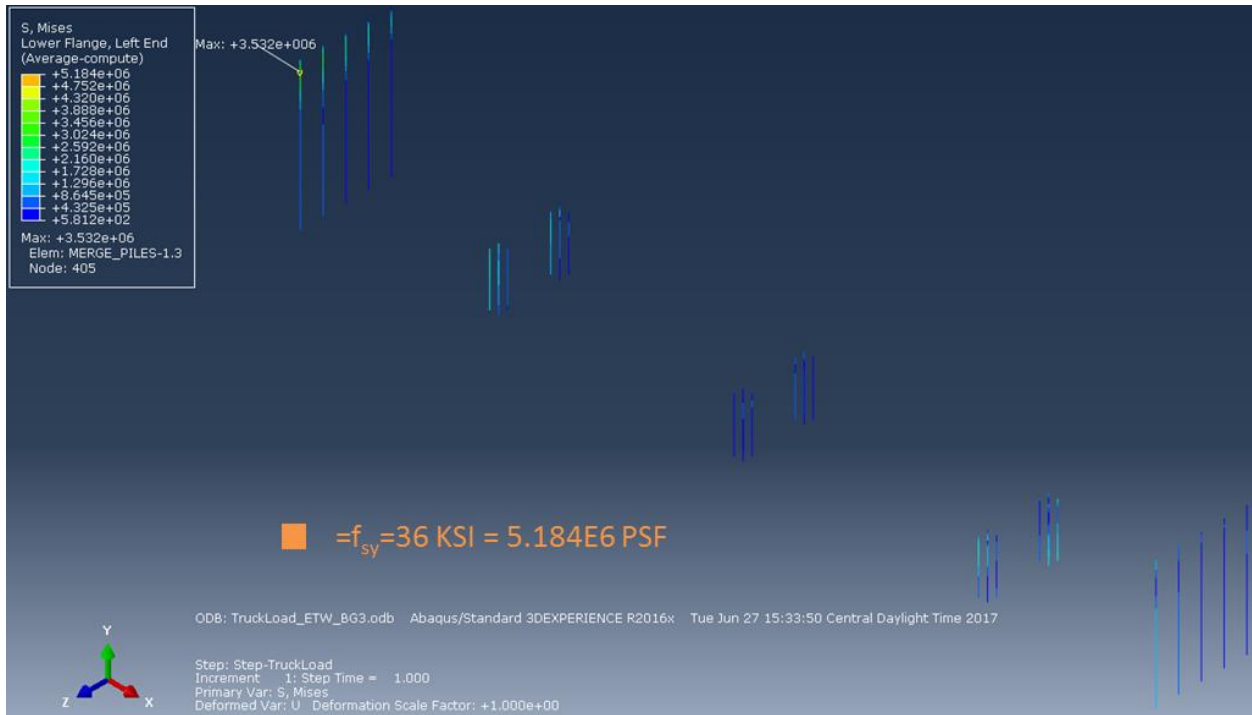 S, Mises
Lower Flange, Left End
(Average-compute)
+5.184e+06
+4.752e+06
+4.320e+06
+3.888e+06
+3.456e+06
+3.024e+06
+2.592e+06
+2.160e+06
+1.728e+06
+1.296e+06
+8.645e+05
+4.325e+05
+5.812e+02
Max: +3.532e+06
Elem: MERGE_PILES-1.3
Node: 405
Max: +3.532e+006
=fsy=36 KSI = 5.184E6 PSF
ODB: TruckLoad_ETW_BG3.odb Abaqus/Standard 3DEXPERIENCE R2016x Tue Jun 27 15:33:50 Central Daylight Time 2017
Y
Z X
Step: Step-TruckLoad
Increment 1: Step Time = 1.000
Primary Var: S, Mises
Deformed Var: U Deformation Scale Factor: +1.000e+00